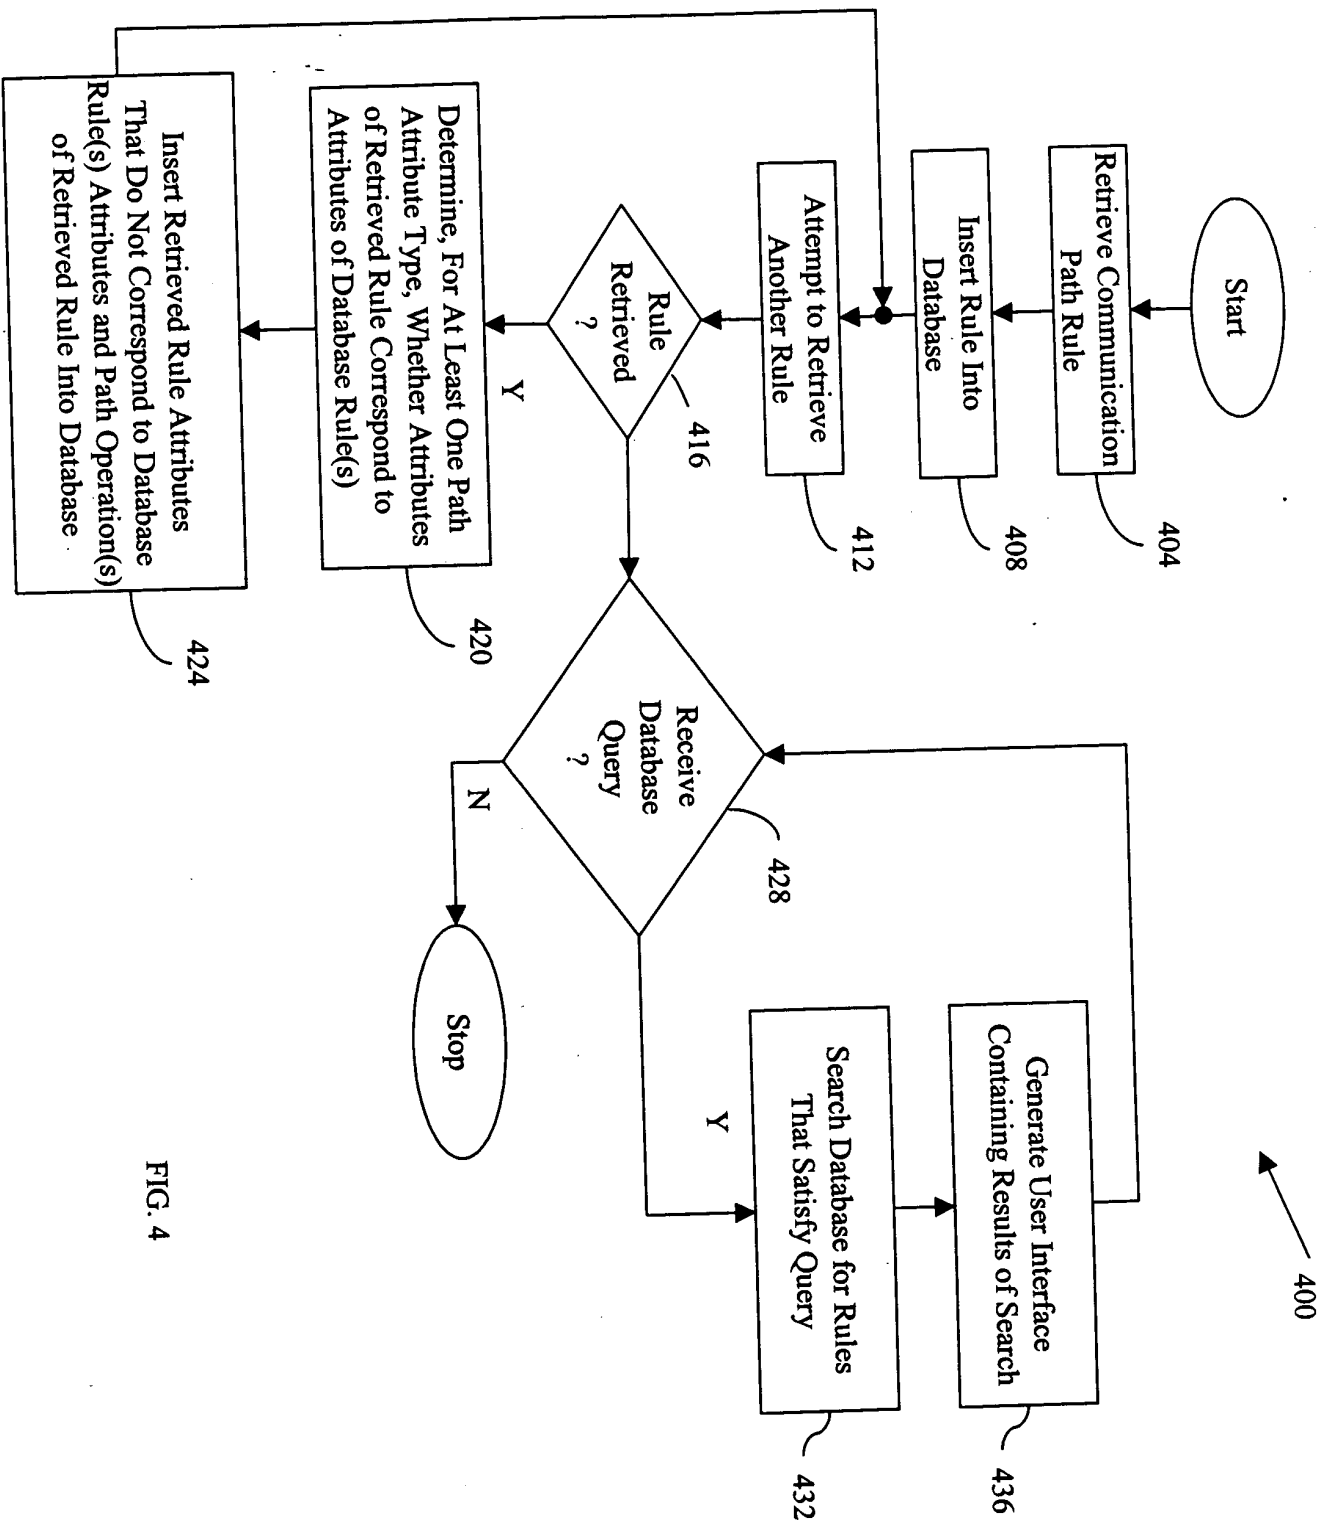 400
Start
Retrieve Communication
Path Rule
404
Insert Rule Into
Database
408
Attempt to Retrieve
Another Rule
412
Rule
Retrieved
?
416
Y
Determine, For At Least One Path
Attribute Type, Whether Attributes
of Retrieved Rule Correspond to
Attributes of Database Rule(s)
420
Insert Retrieved Rule Attributes
That Do Not Correspond to Database
Rule(s) Attributes and Path Operation(s)
of Retrieved Rule Into Database
424
Receive
Database
Query
?
428
N
Stop
Y
Search Database for Rules
That Satisfy Query
432
Generate User Interface
Containing Results of Search
436
FIG. 4